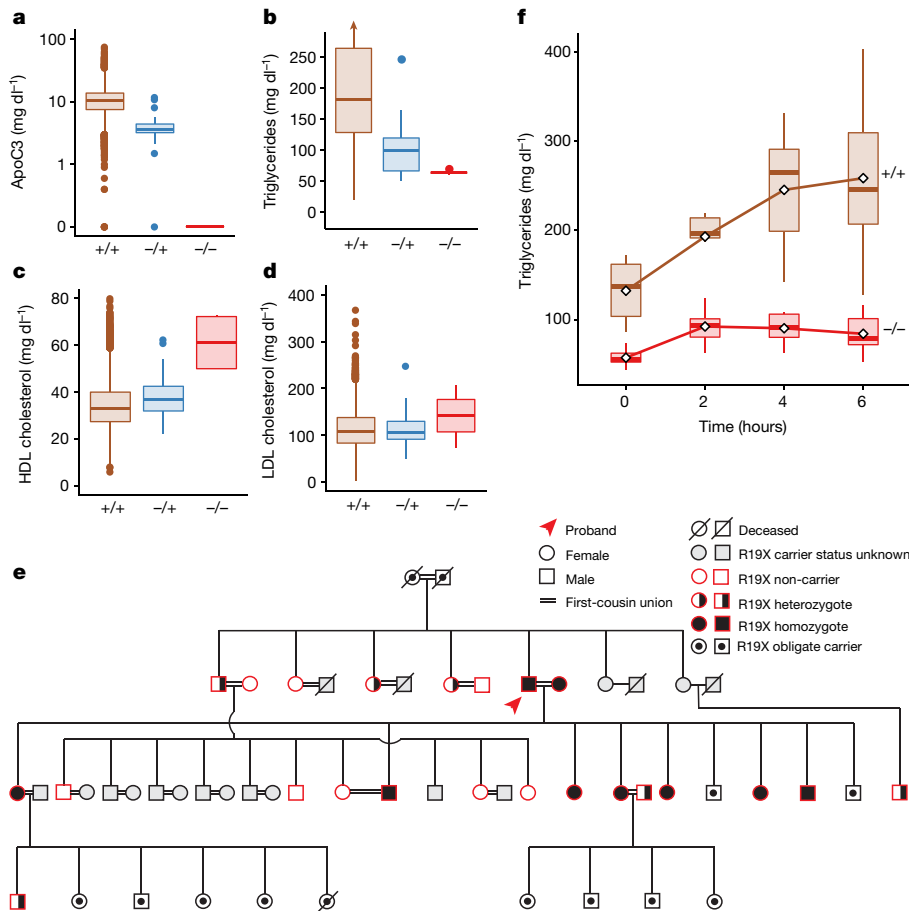 a
ApoC3 (mg dl⁻¹)
100
10
1
0
+/+
−/+
−/−
b
Triglycerides (mg dl⁻¹)
250
200
150
100
50
0
+/+
−/+
−/−
c
HDL cholesterol (mg dl⁻¹)
80
60
40
20
0
+/+
−/+
−/−
d
LDL cholesterol (mg dl⁻¹)
400
300
200
100
0
+/+
−/+
−/−
f
Triglycerides (mg dl⁻¹)
400
300
200
100
+/+
−/−
0
2
4
6
Time (hours)
e
Proband
Female
Male
First-cousin union
Deceased
R19X carrier status unknown
R19X non-carrier
R19X heterozygote
R19X homozygote
R19X obligate carrier